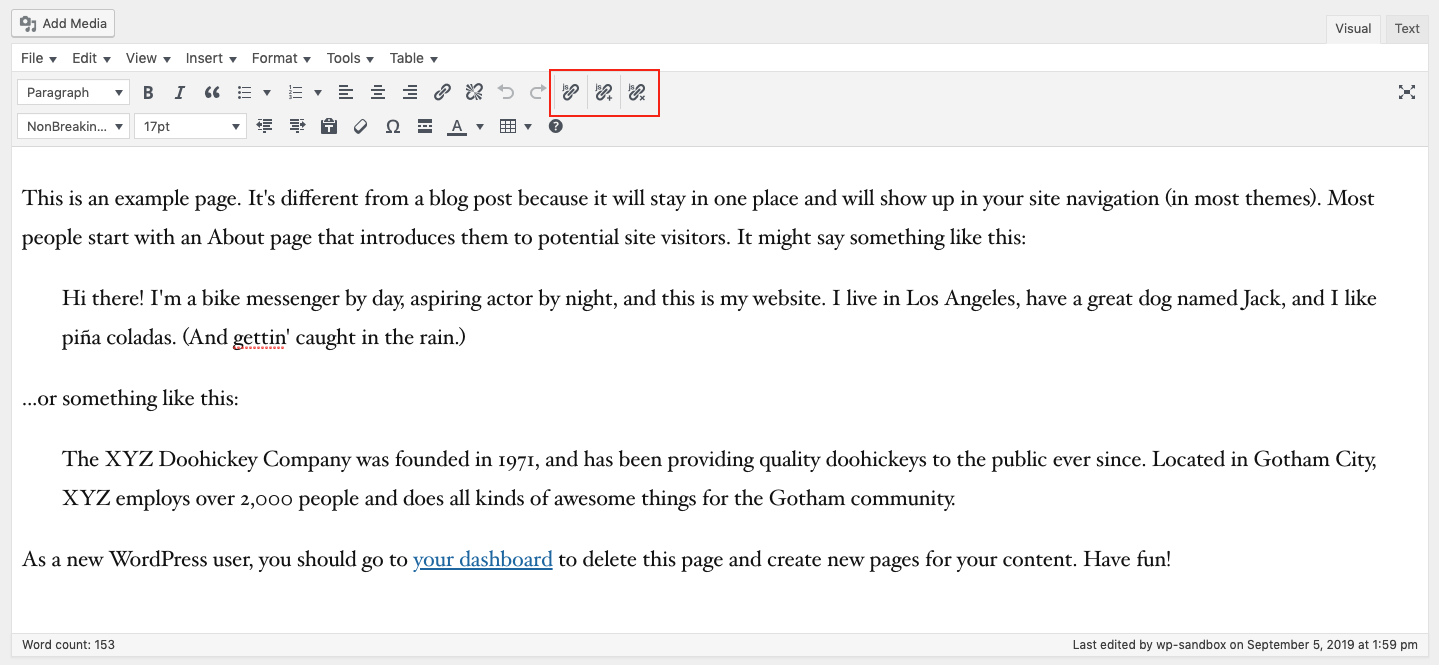 Add Media
Visual Text
File Edit View Insert Format Tools Table
Paragraph B I js js js
NonBreakin... 17pt Ω A ?
This is an example page. It's different from a blog post because it will stay in one place and will show up in your site navigation (in most themes). Most
people start with an About page that introduces them to potential site visitors. It might say something like this:
Hi there! I'm a bike messenger by day, aspiring actor by night, and this is my website. I live in Los Angeles, have a great dog named Jack, and I like
piña coladas. (And gettin' caught in the rain.)
...or something like this:
The XYZ Doohickey Company was founded in 1971, and has been providing quality doohickeys to the public ever since. Located in Gotham City,
XYZ employs over 2,000 people and does all kinds of awesome things for the Gotham community.
As a new WordPress user, you should go to your dashboard to delete this page and create new pages for your content. Have fun!
Word count: 153 Last edited by wp-sandbox on September 5, 2019 at 1:59 pm